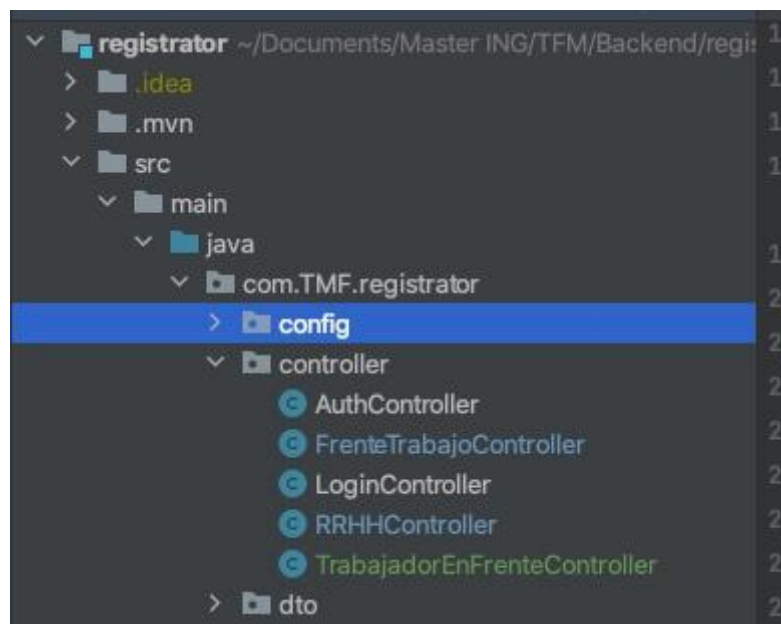 registrator ~/Documents/Master ING/TFM/Backend/regi
.idea
.mvn
src
main
java
com.TMF.registrator
config
controller
AuthController
FrenteTrabajoController
LoginController
RRHHController
TrabajadorEnFrenteController
dto